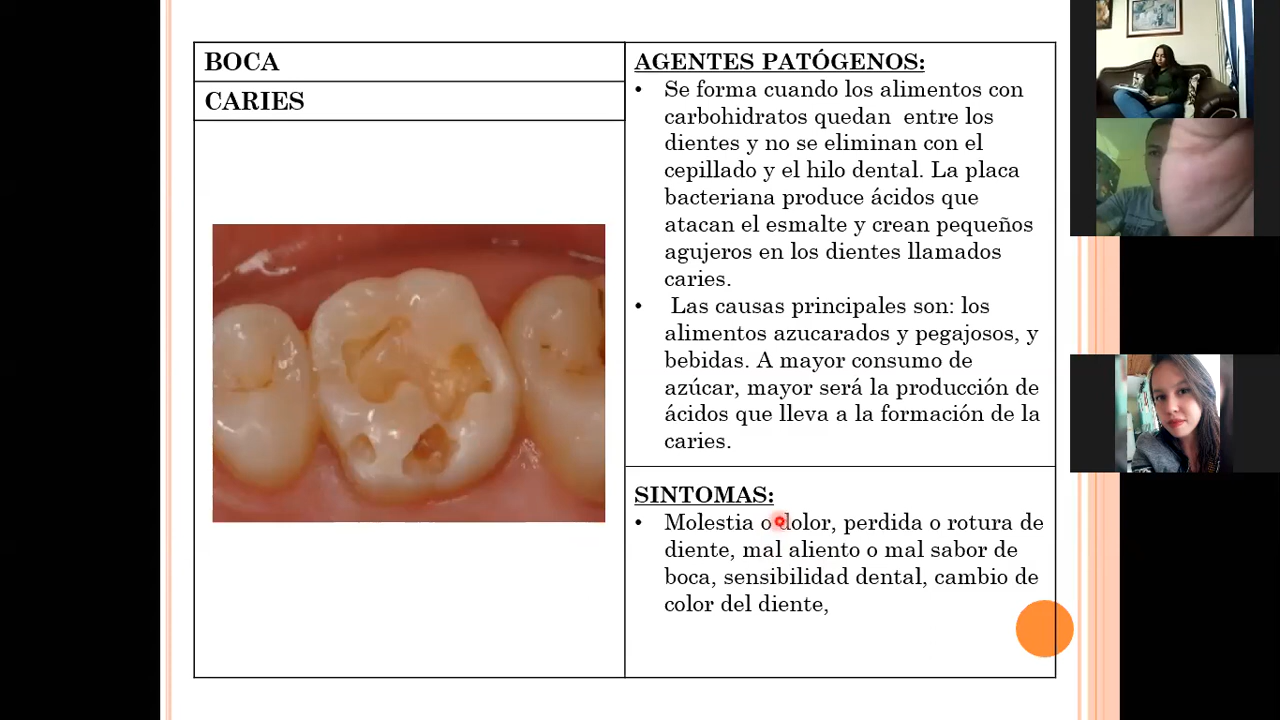 BOCA
CARIES
AGENTES PATÓGENOS:
• Se forma cuando los alimentos con
carbohidratos quedan entre los
dientes y no se eliminan con el
cepillado y el hilo dental. La placa
bacteriana produce ácidos que
atacan el esmalte y crean pequeños
agujeros en los dientes llamados
caries.
• Las causas principales son: los
alimentos azucarados y pegajosos, y
bebidas. A mayor consumo de
azúcar, mayor será la producción de
ácidos que lleva a la formación de la
caries.
SINTOMAS:
• Molestia o dolor, perdida o rotura de
diente, mal aliento o mal sabor de
boca, sensibilidad dental, cambio de
color del diente,